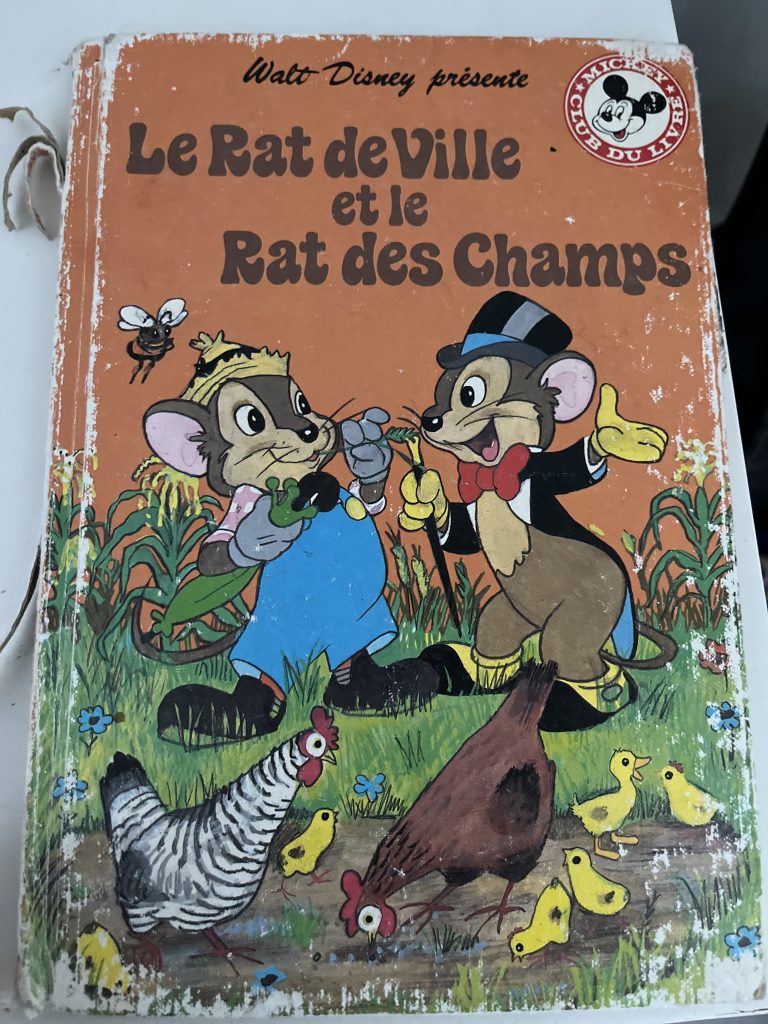 Walt Disney présente
MICKEY
CLUB DU LIVRE
Le Rat de Ville
et le
Rat des Champs